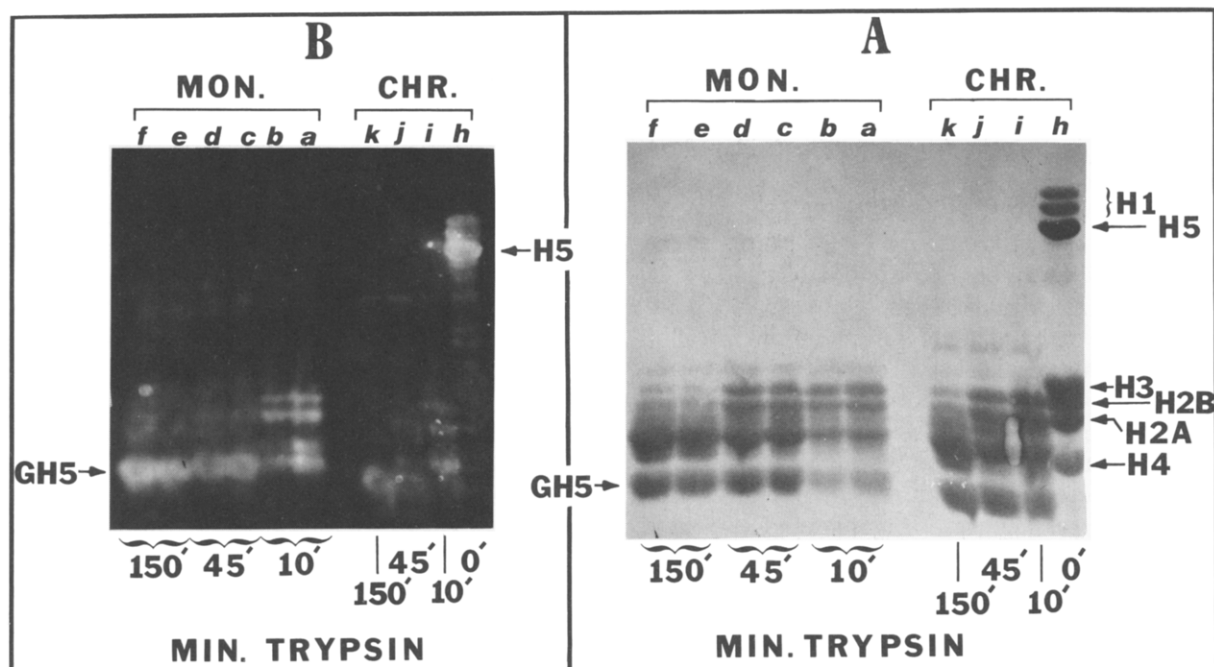 B
MON. CHR.
f e d c b a k j i h
H5
GH5
150′ 45′ 10′ 45′ 0′
150′ 10′
MIN. TRYPSIN
A
MON. CHR.
f e d c b a k j i h
H1
H5
H3
H2B
H2A
H4
GH5
150′ 45′ 10′ 45′ 0′
150′ 10′
MIN. TRYPSIN